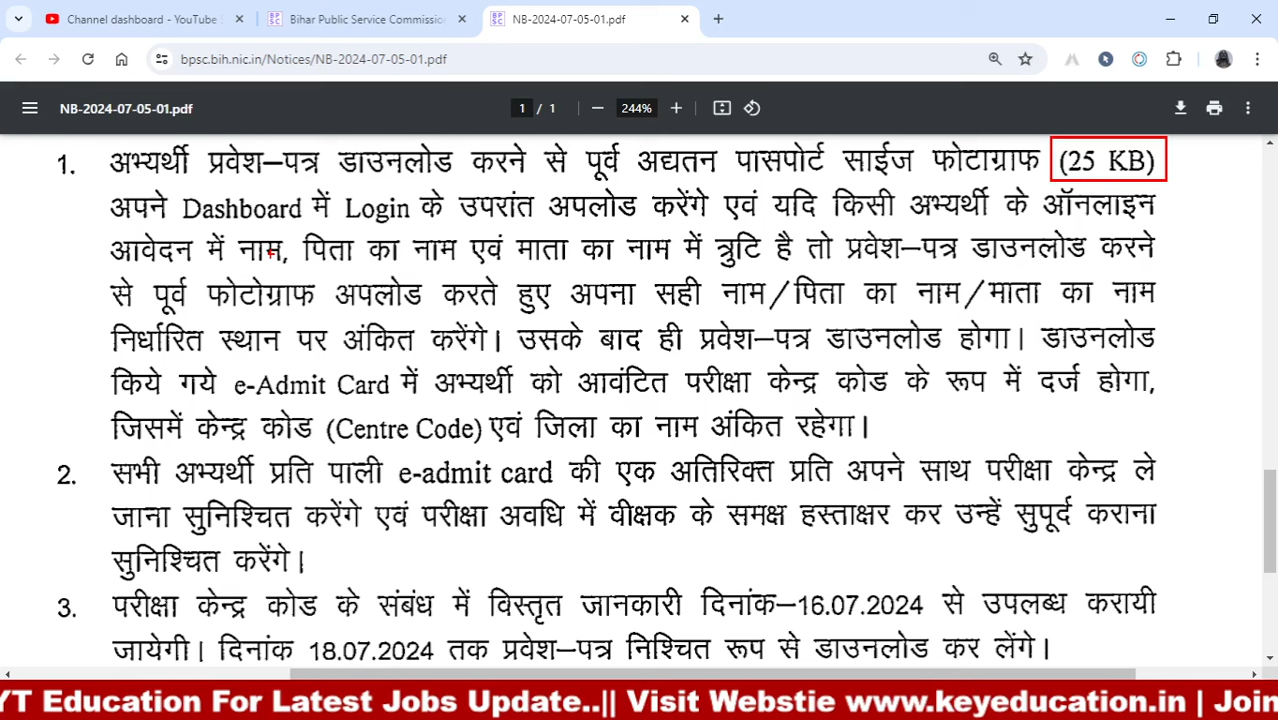 Channel dashboard - YouTube S
Bihar Public Service Commission
NB-2024-07-05-01.pdf
bpsc.bih.nic.in/Notices/NB-2024-07-05-01.pdf
NB-2024-07-05-01.pdf
1 / 1
244%
1. अभ्यर्थी प्रवेश–पत्र डाउनलोड करने से पूर्व अद्यतन पासपोर्ट साईज फोटाग्राफ (25 KB)
अपने Dashboard में Login के उपरांत अपलोड करेंगे एवं यदि किसी अभ्यर्थी के ऑनलाइन
आवेदन में नाम, पिता का नाम एवं माता का नाम में त्रुटि है तो प्रवेश–पत्र डाउनलोड करने
से पूर्व फोटोग्राफ अपलोड करते हुए अपना सही नाम/पिता का नाम/माता का नाम
निर्धारित स्थान पर अंकित करेंगे। उसके बाद ही प्रवेश–पत्र डाउनलोड होगा। डाउनलोड
किये गये e-Admit Card में अभ्यर्थी को आवंटित परीक्षा केन्द्र कोड के रूप में दर्ज होगा,
जिसमें केन्द्र कोड (Centre Code) एवं जिला का नाम अंकित रहेगा।
2. सभी अभ्यर्थी प्रति पाली e-admit card की एक अतिरिक्त प्रति अपने साथ परीक्षा केन्द्र ले
जाना सुनिश्चित करेंगे एवं परीक्षा अवधि में वीक्षक के समक्ष हस्ताक्षर कर उन्हें सुपूर्द कराना
सुनिश्चित करेंगे।
3. परीक्षा केन्द्र कोड के संबंध में विस्तृत जानकारी दिनांक–16.07.2024 से उपलब्ध करायी
जायेगी। दिनांक 18.07.2024 तक प्रवेश–पत्र निश्चित रूप से डाउनलोड कर लेंगे।
YT Education For Latest Jobs Update..|| Visit Webstie www.keyeducation.in | Join